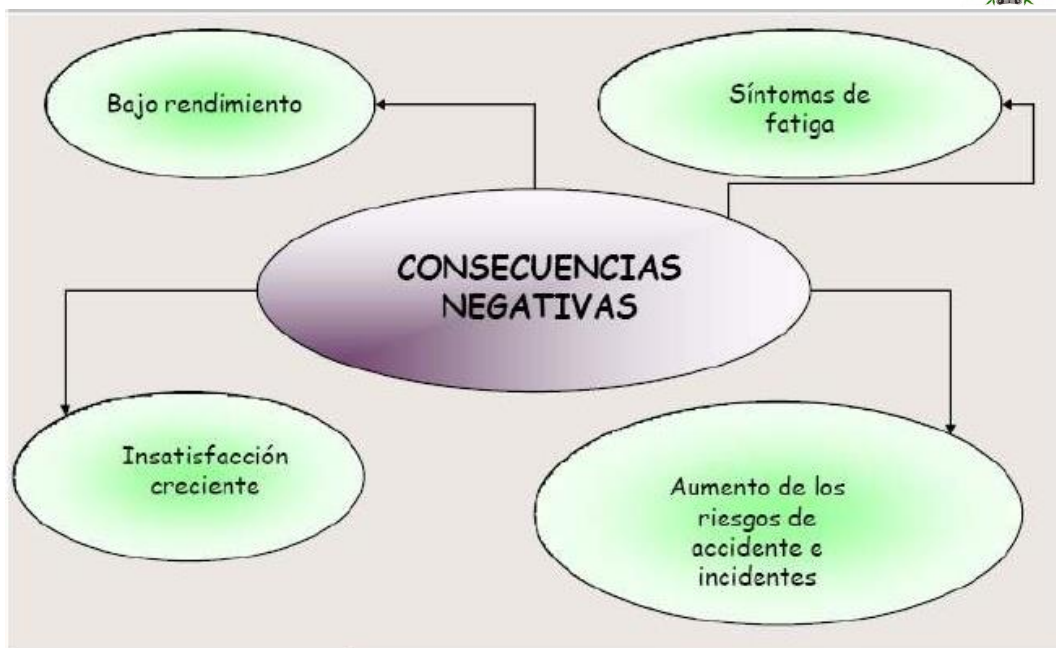 Bajo rendimiento
Síntomas de
fatiga
CONSECUENCIAS
NEGATIVAS
Insatisfacción
creciente
Aumento de los
riesgos de
accidente e
incidentes